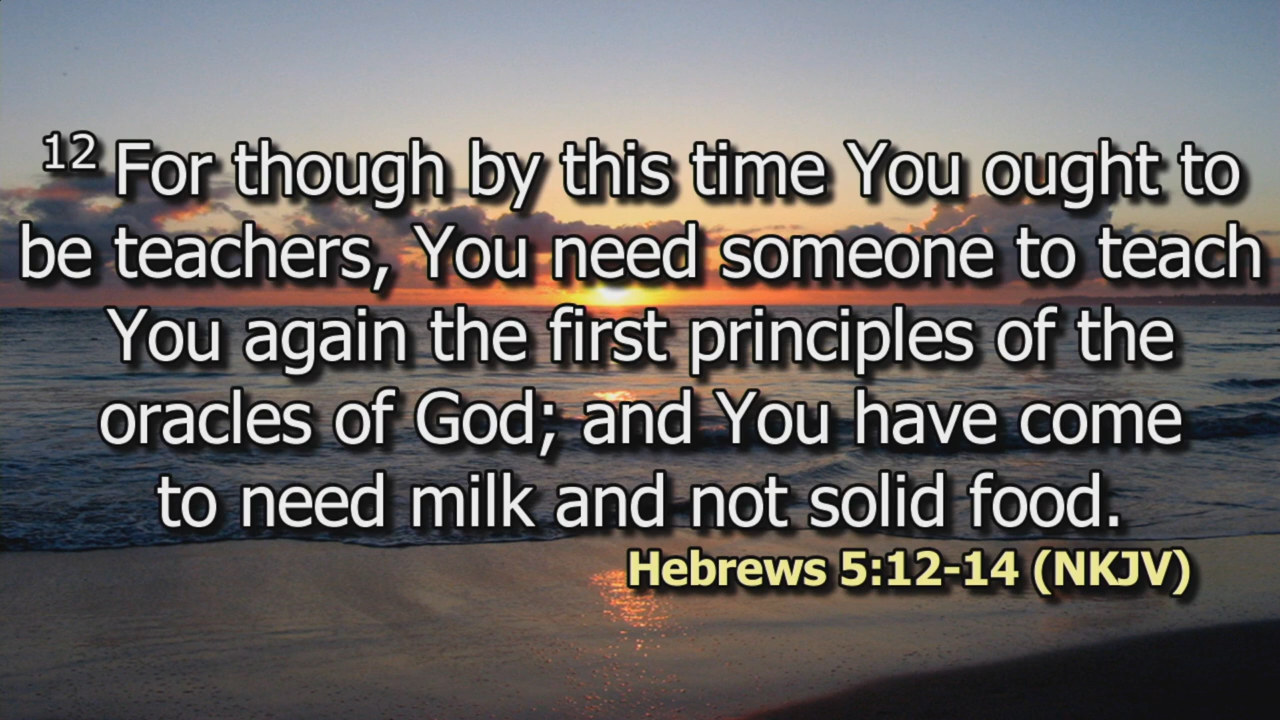 12 For though by this time You ought to
be teachers, You need someone to teach
You again the first principles of the
oracles of God; and You have come
to need milk and not solid food.
Hebrews 5:12-14 (NKJV)